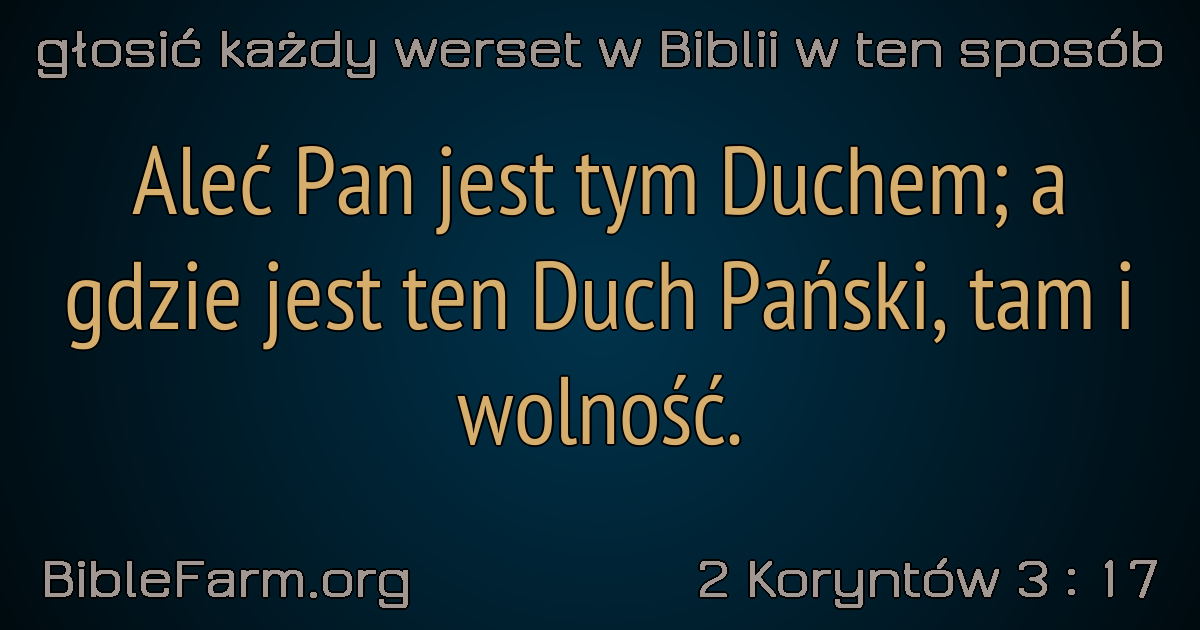 głosić każdy werset w Biblii w ten sposób
Aleć Pan jest tym Duchem; a
gdzie jest ten Duch Pański, tam i
wolność.
BibleFarm.org
2 Koryntów 3 : 17